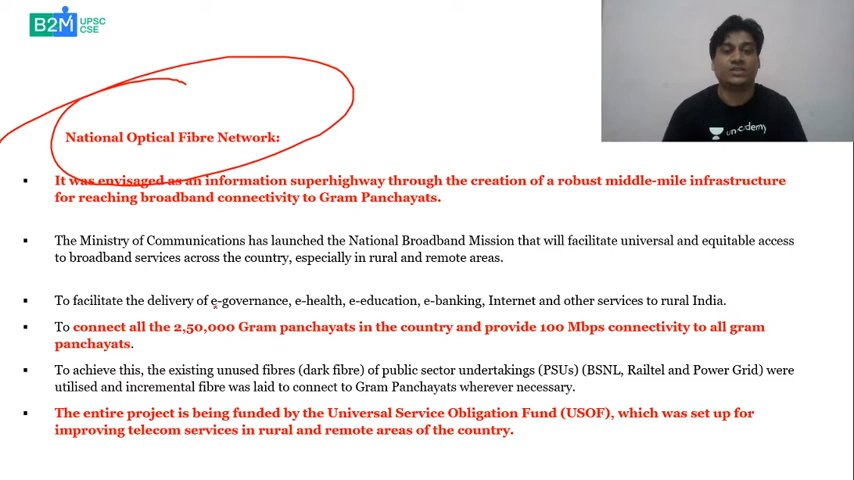 B2M UPSC
CSE
unacademy
National Optical Fibre Network:
▪ It was envisaged as an information superhighway through the creation of a robust middle-mile infrastructure
for reaching broadband connectivity to Gram Panchayats.
▪ The Ministry of Communications has launched the National Broadband Mission that will facilitate universal and equitable access
to broadband services across the country, especially in rural and remote areas.
▪ To facilitate the delivery of e-governance, e-health, e-education, e-banking, Internet and other services to rural India.
▪ To connect all the 2,50,000 Gram panchayats in the country and provide 100 Mbps connectivity to all gram
panchayats.
▪ To achieve this, the existing unused fibres (dark fibre) of public sector undertakings (PSUs) (BSNL, Railtel and Power Grid) were
utilised and incremental fibre was laid to connect to Gram Panchayats wherever necessary.
▪ The entire project is being funded by the Universal Service Obligation Fund (USOF), which was set up for
improving telecom services in rural and remote areas of the country.